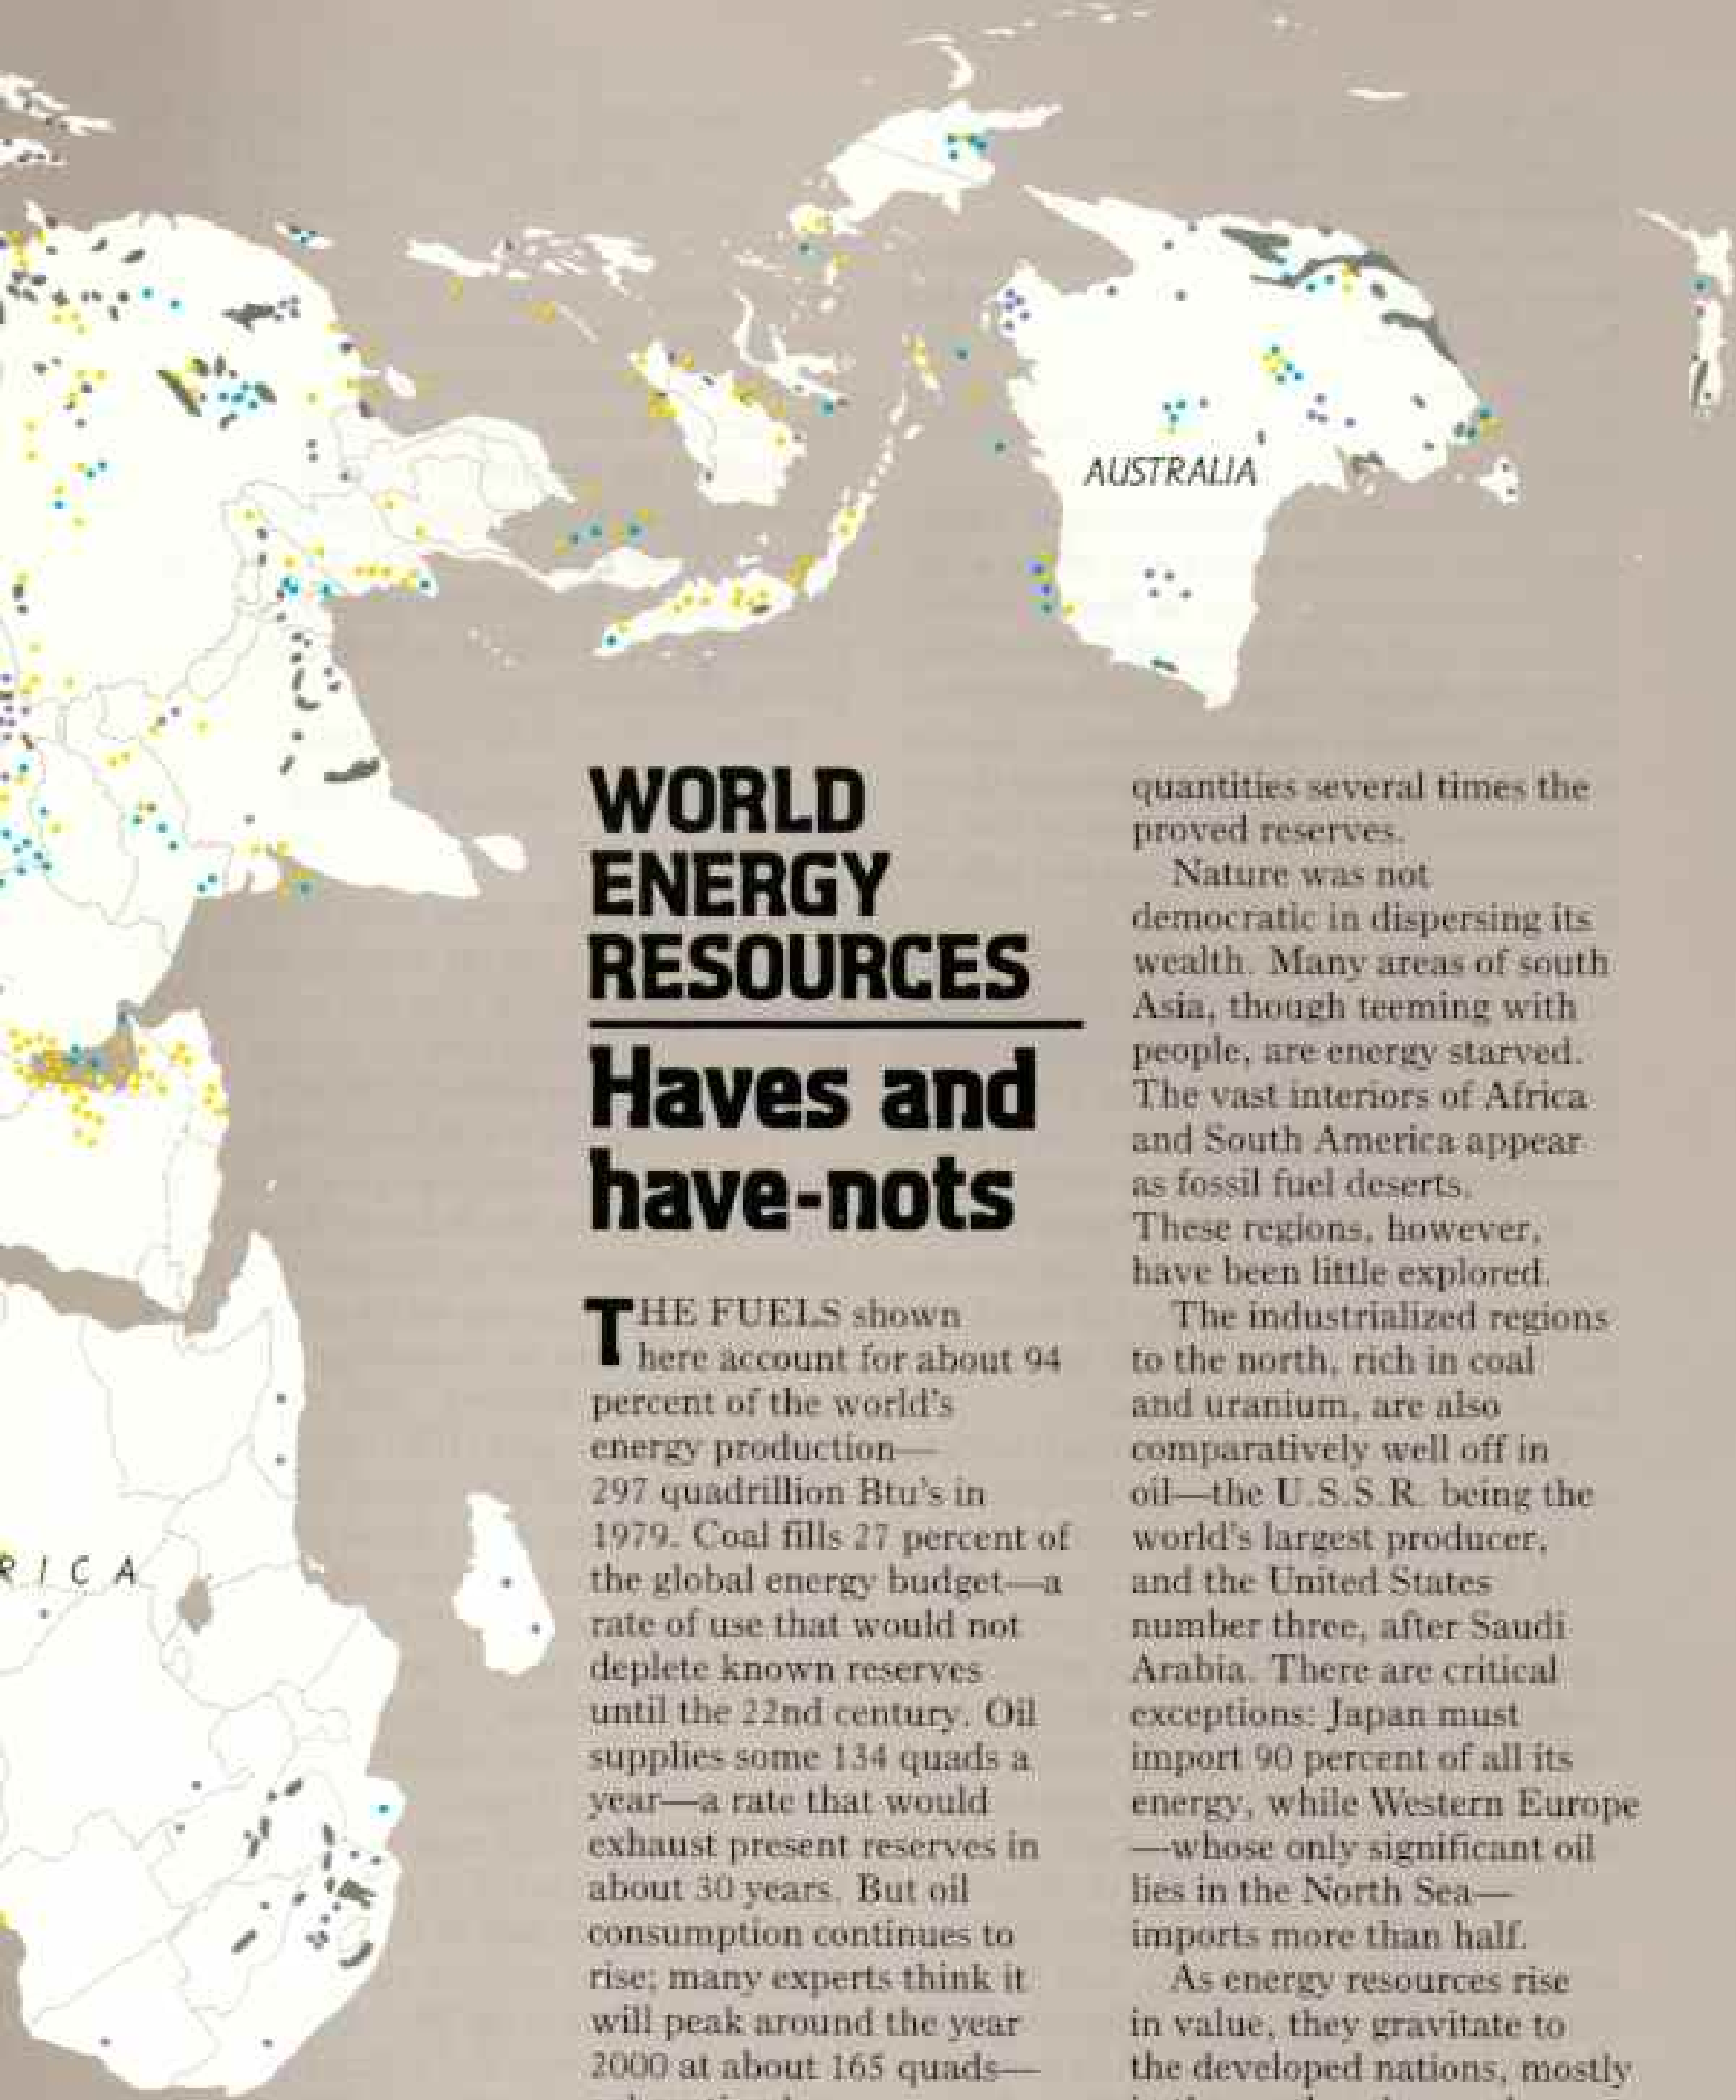 AUSTRALIA
RICA
WORLD
ENERGY
RESOURCES
Haves and
have-nots
THE FUELS shown
here account for about 94
percent of the world's
energy production—
297 quadrillion Btu's in
1979. Coal fills 27 percent of
the global energy budget—a
rate of use that would not
deplete known reserves
until the 22nd century. Oil
supplies some 134 quads a
year—a rate that would
exhaust present reserves in
about 30 years. But oil
consumption continues to
rise; many experts think it
will peak around the year
2000 at about 165 quads—
quantities several times the
proved reserves.
Nature was not
democratic in dispersing its
wealth. Many areas of south
Asia, though teeming with
people, are energy starved.
The vast interiors of Africa
and South America appear
as fossil fuel deserts.
These regions, however,
have been little explored.
The industrialized regions
to the north, rich in coal
and uranium, are also
comparatively well off in
oil—the U.S.S.R. being the
world's largest producer,
and the United States
number three, after Saudi
Arabia. There are critical
exceptions: Japan must
import 90 percent of all its
energy, while Western Europe
—whose only significant oil
lies in the North Sea—
imports more than half.
As energy resources rise
in value, they gravitate to
the developed nations, mostly